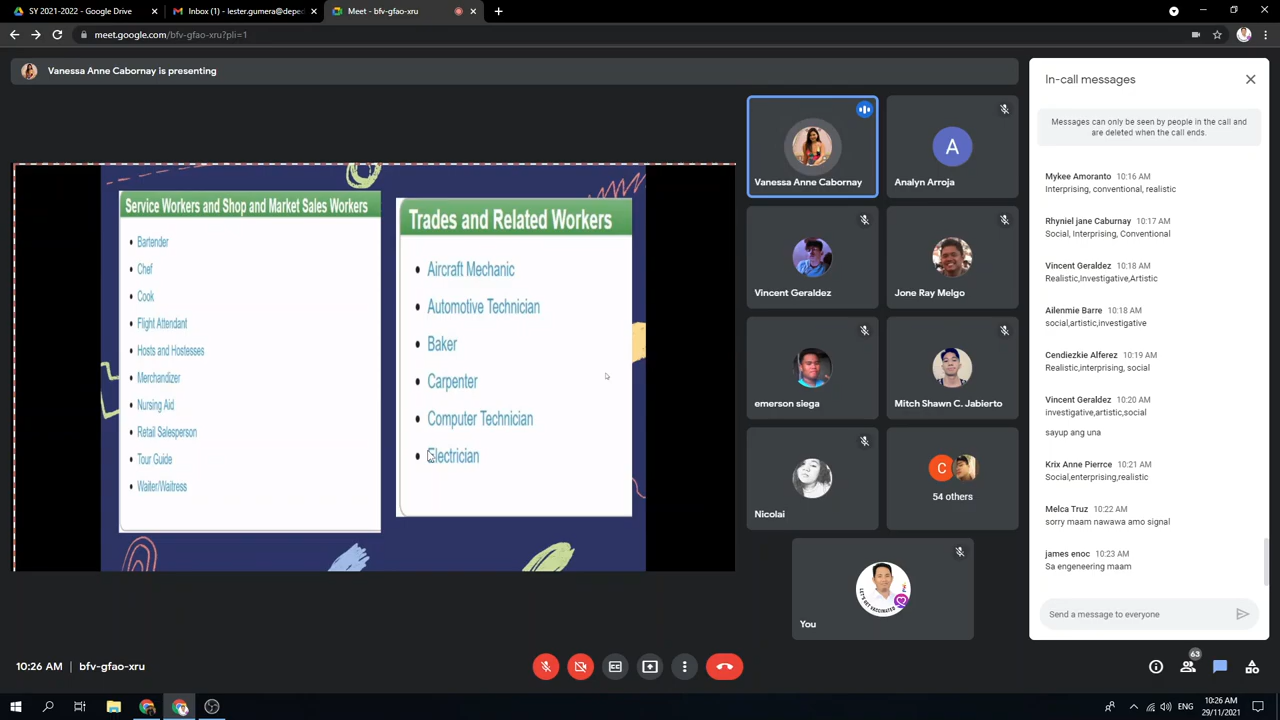 SY 2021-2022 - Google Drive
Inbox (1) - lester.gumera@deped
Meet - bfv-gfao-xru
meet.google.com/bfv-gfao-xru?pli=1
Vanessa Anne Cabornay is presenting
Service Workers and Shop and Market Sales Workers
Bartender
Chef
Cook
Flight Attendant
Hosts and Hostesses
Merchandizer
Nursing Aid
Retail Salesperson
Tour Guide
Waiter/Waitress
Trades and Related Workers
Aircraft Mechanic
Automotive Technician
Baker
Carpenter
Computer Technician
Electrician
Vanessa Anne Cabornay
A
Analyn Arroja
Vincent Geraldez
Jone Ray Melgo
emerson siega
Mitch Shawn C. Jabierto
Nicolai
C
54 others
LET'S GET VACCINATED
You
In-call messages
Messages can only be seen by people in the call and
are deleted when the call ends.
Mykee Amoranto 10:16 AM
Interprising, conventional, realistic
Rhyniel jane Caburnay 10:17 AM
Social, Interprising, Conventional
Vincent Geraldez 10:18 AM
Realistic,Investigative,Artistic
Ailenmie Barre 10:18 AM
social,artistic,investigative
Cendiezkie Alferez 10:19 AM
Realistic,interprising, social
Vincent Geraldez 10:20 AM
investigative,artistic,social
sayup ang una
Krix Anne Pierrce 10:21 AM
Social,enterprising,realistic
Melca Truz 10:22 AM
sorry maam nawawa amo signal
james enoc 10:23 AM
Sa engeneering maam
Send a message to everyone
10:26 AM | bfv-gfao-xru
63
ENG
10:26 AM
29/11/2021